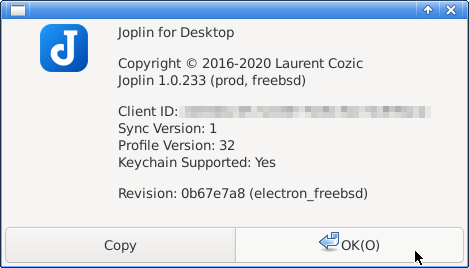 Joplin for Desktop
Copyright © 2016-2020 Laurent Cozic
Joplin 1.0.233 (prod, freebsd)
Client ID:
Sync Version: 1
Profile Version: 32
Keychain Supported: Yes
Revision: 0b67e7a8 (electron_freebsd)
Copy
OK(O)